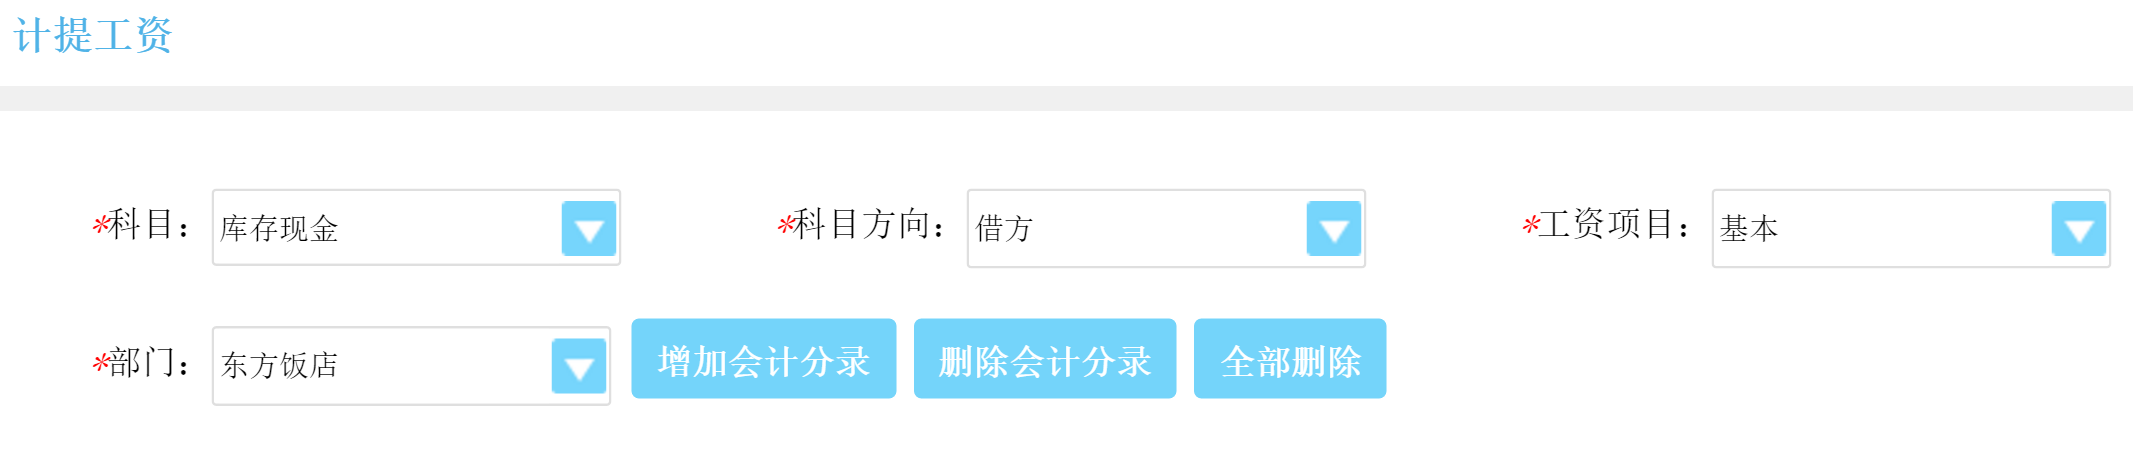 计提工资
*科目： 库存现金 *科目方向： 借方 *工资项目： 基本
*部门： 东方饭店 增加会计分录 删除会计分录 全部删除